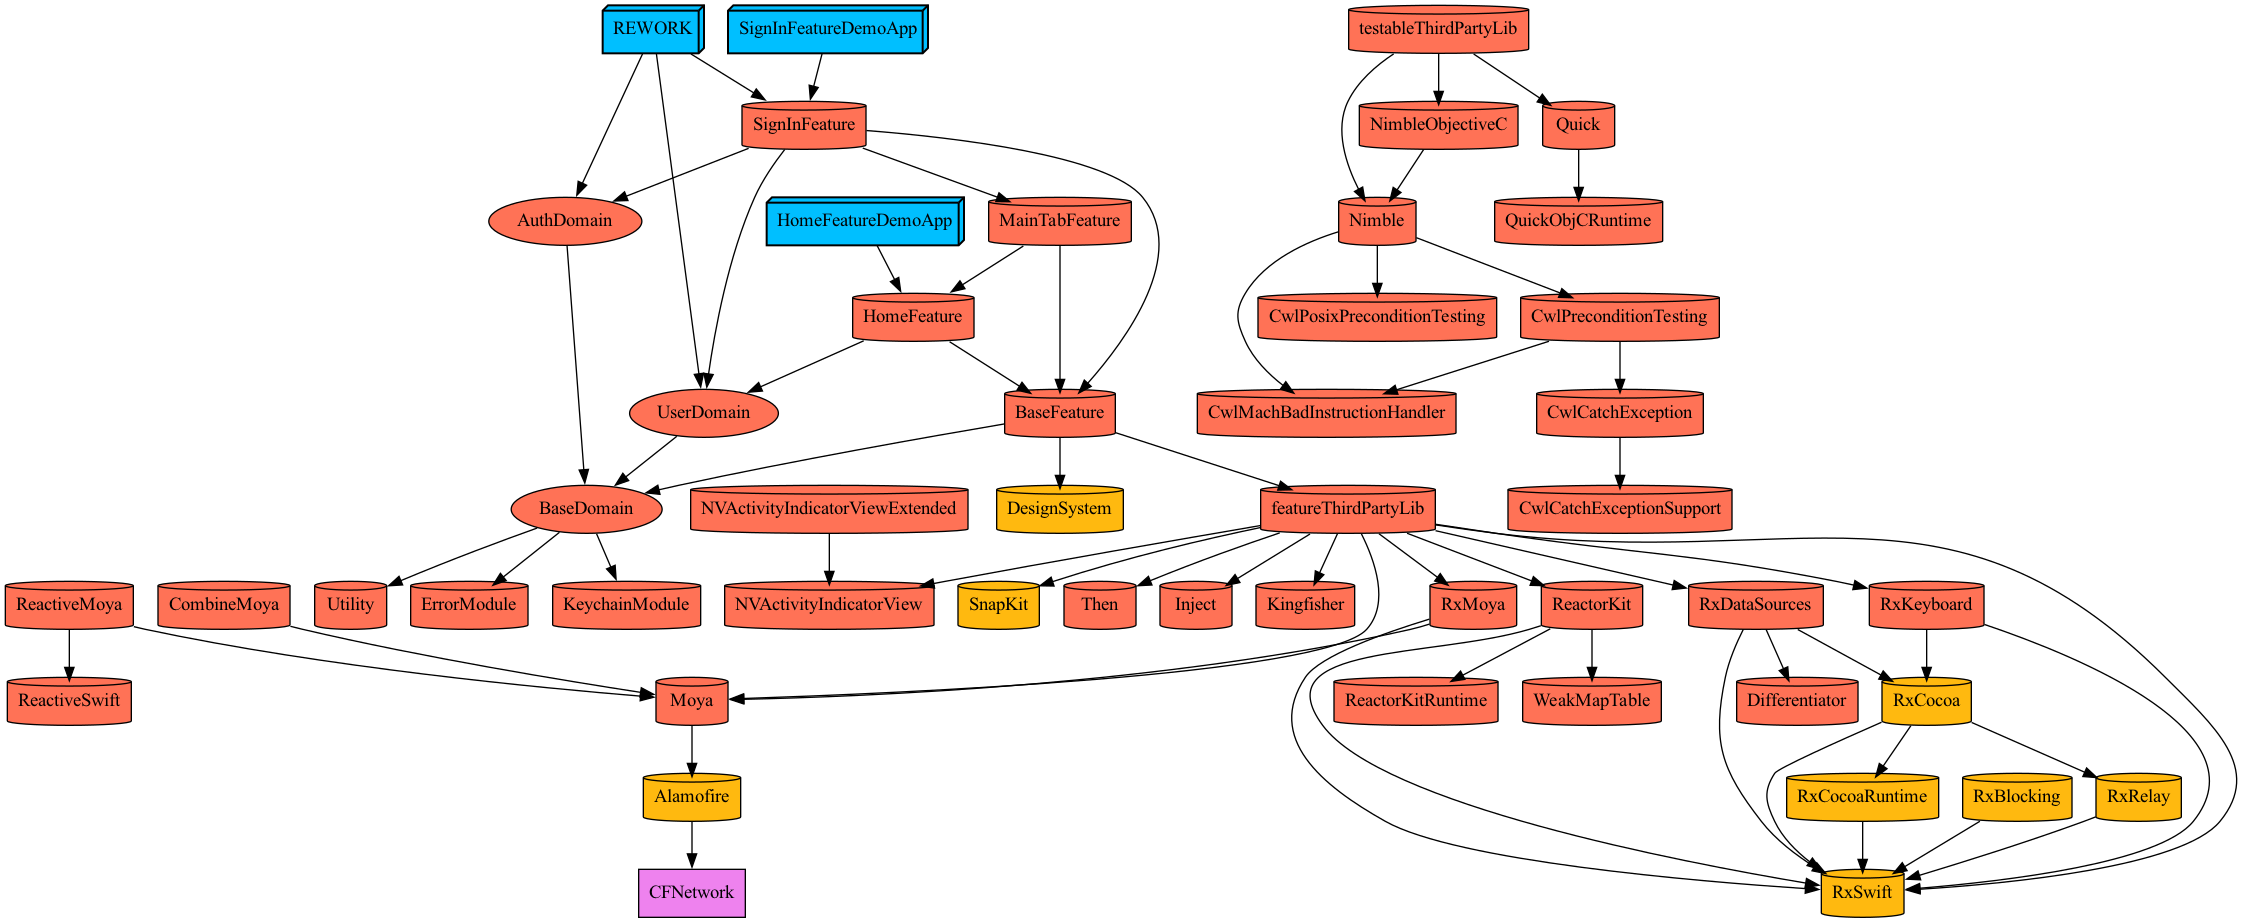 REWORK
SignInFeatureDemoApp
testableThirdPartyLib
SignInFeature
NimbleObjectiveC
Quick
AuthDomain
HomeFeatureDemoApp
MainTabFeature
Nimble
QuickObjCRuntime
HomeFeature
CwlPosixPreconditionTesting
CwlPreconditionTesting
UserDomain
BaseFeature
CwlMachBadInstructionHandler
CwlCatchException
BaseDomain
NVActivityIndicatorViewExtended
DesignSystem
featureThirdPartyLib
CwlCatchExceptionSupport
ReactiveMoya
CombineMoya
Utility
ErrorModule
KeychainModule
NVActivityIndicatorView
SnapKit
Then
Inject
Kingfisher
RxMoya
ReactorKit
RxDataSources
RxKeyboard
ReactiveSwift
Moya
ReactorKitRuntime
WeakMapTable
Differentiator
RxCocoa
Alamofire
RxCocoaRuntime
RxBlocking
RxRelay
CFNetwork
RxSwift